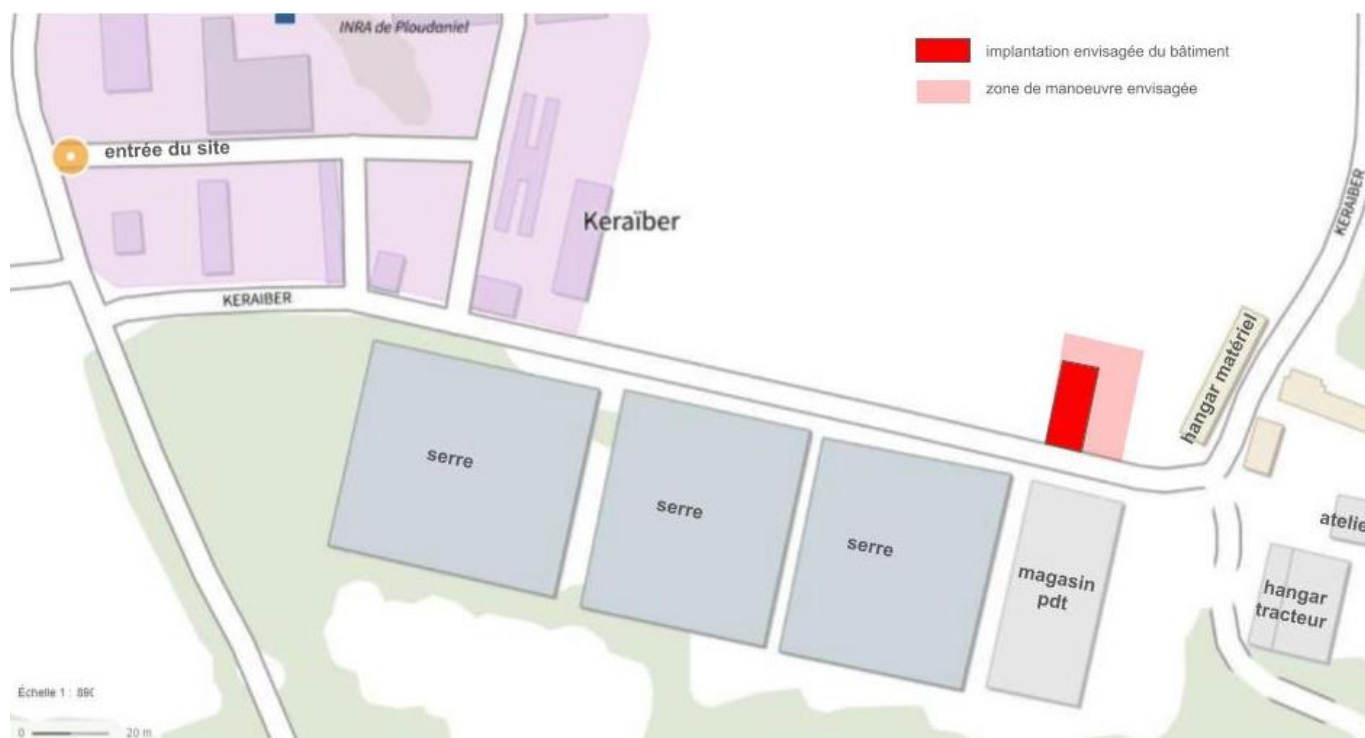 INRA de Ploudaniel
implantation envisagée du bâtiment
zone de manoeuvre envisagée
entrée du site
KERAIBER
Keraïber
KERAIBER
hangar matériel
serre
serre
serre
magasin
pdt
atelie
hangar
tracteur
Échelle 1 : 89
0
20 m